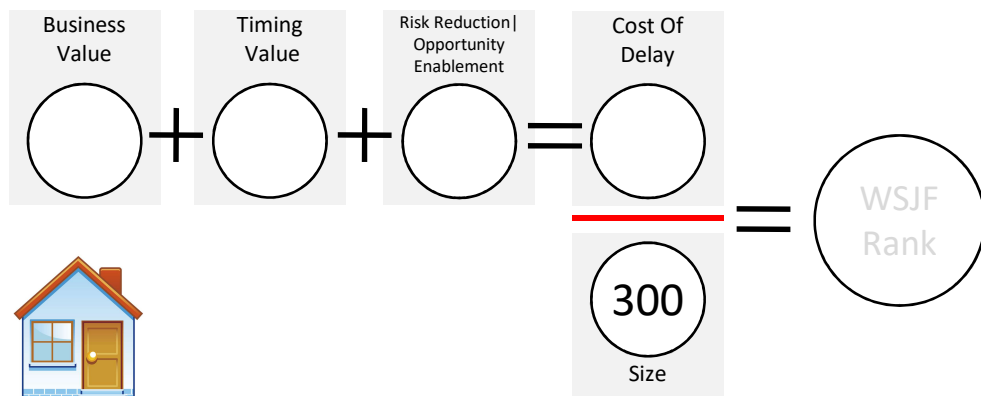 Business
Value
Timing
Value
Risk Reduction|
Opportunity
Enablement
Cost Of
Delay
+
+
=
=
WSJF
Rank
300
Size